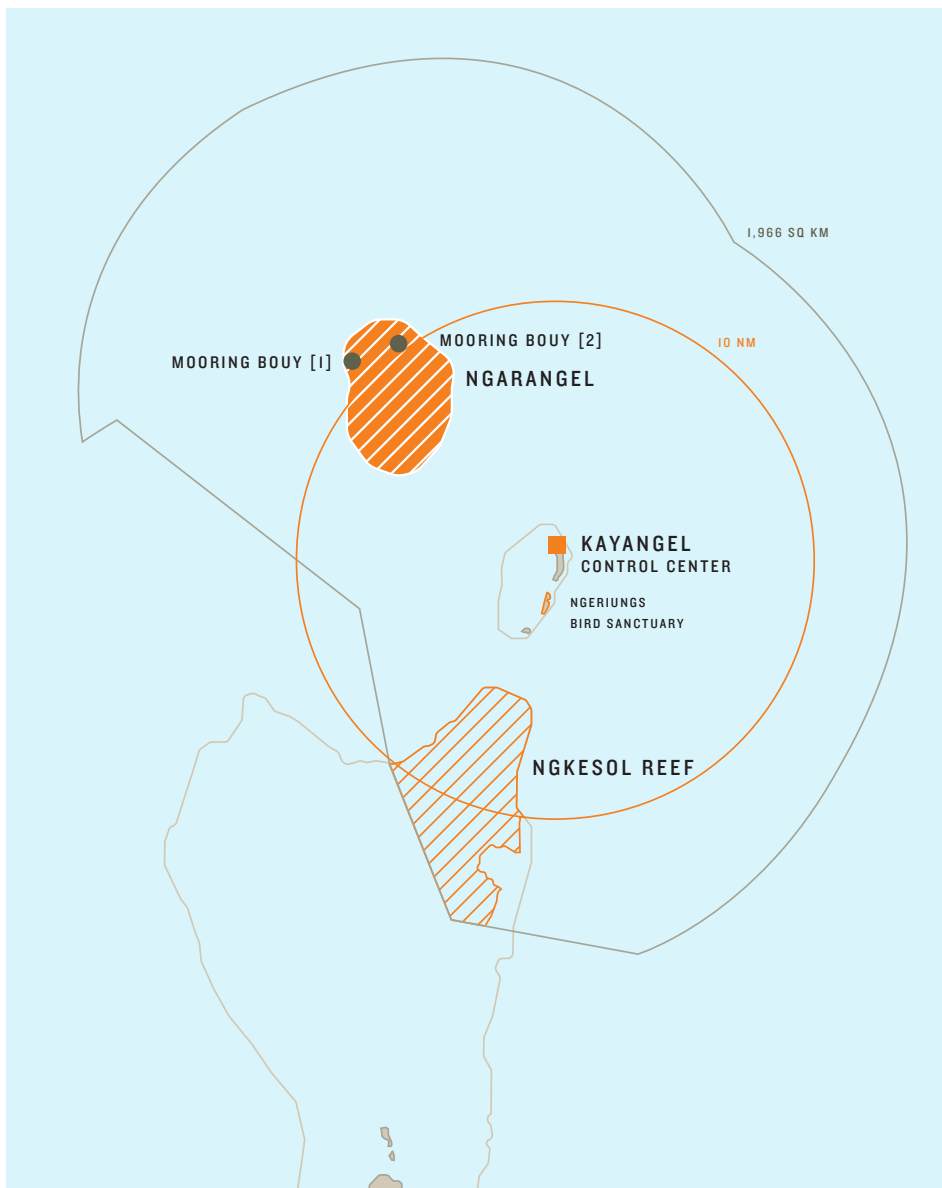 1,966 SQ KM
10 NM
MOORING BOUY [2]
MOORING BOUY [1]
NGARANGEL
KAYANGEL
CONTROL CENTER
NGERIUNGS
BIRD SANCTUARY
NGKESOL REEF